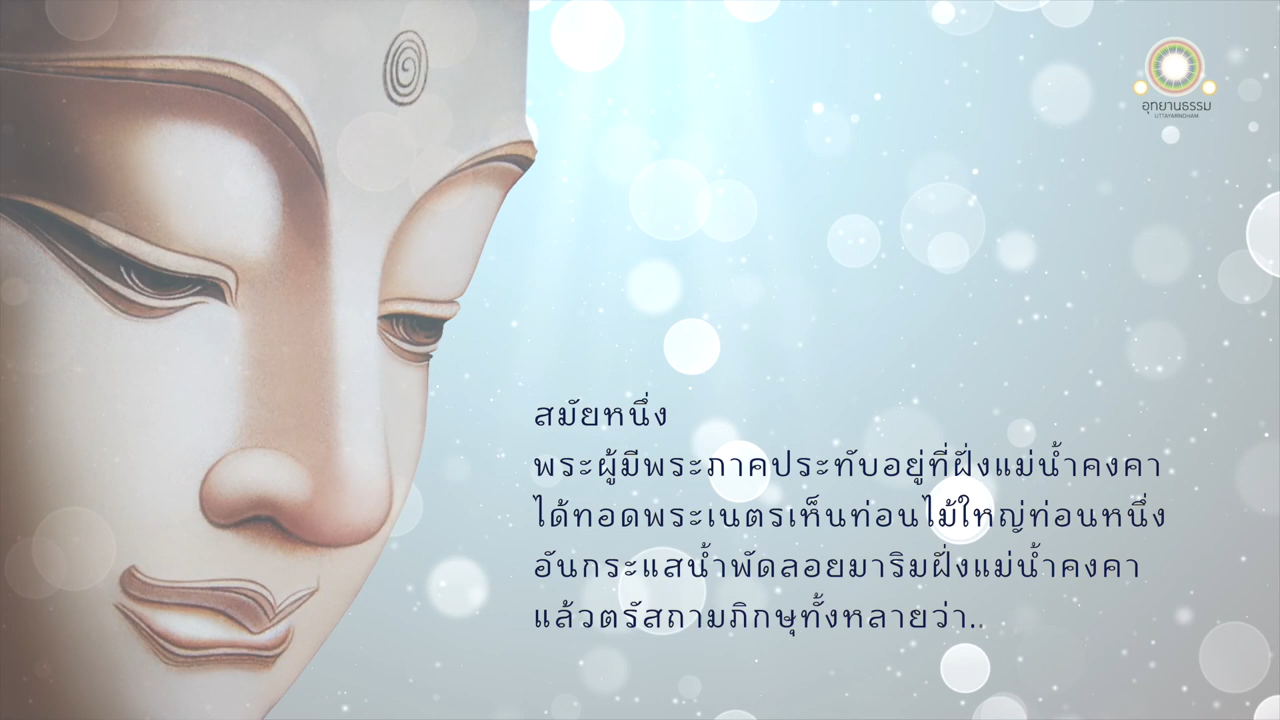 อุทยานธรรม
UTTAYARNDHAM
สมัยหนึ่ง
พระผู้มีพระภาคประทับอยู่ที่ฝั่งแม่น้ำคงคา
ได้ทอดพระเนตรเห็นท่อนไม้ใหญ่ท่อนหนึ่ง
อันกระแสน้ำพัดลอยมาริมฝั่งแม่น้ำคงคา
แล้วตรัสถามภิกษุทั้งหลายว่า..